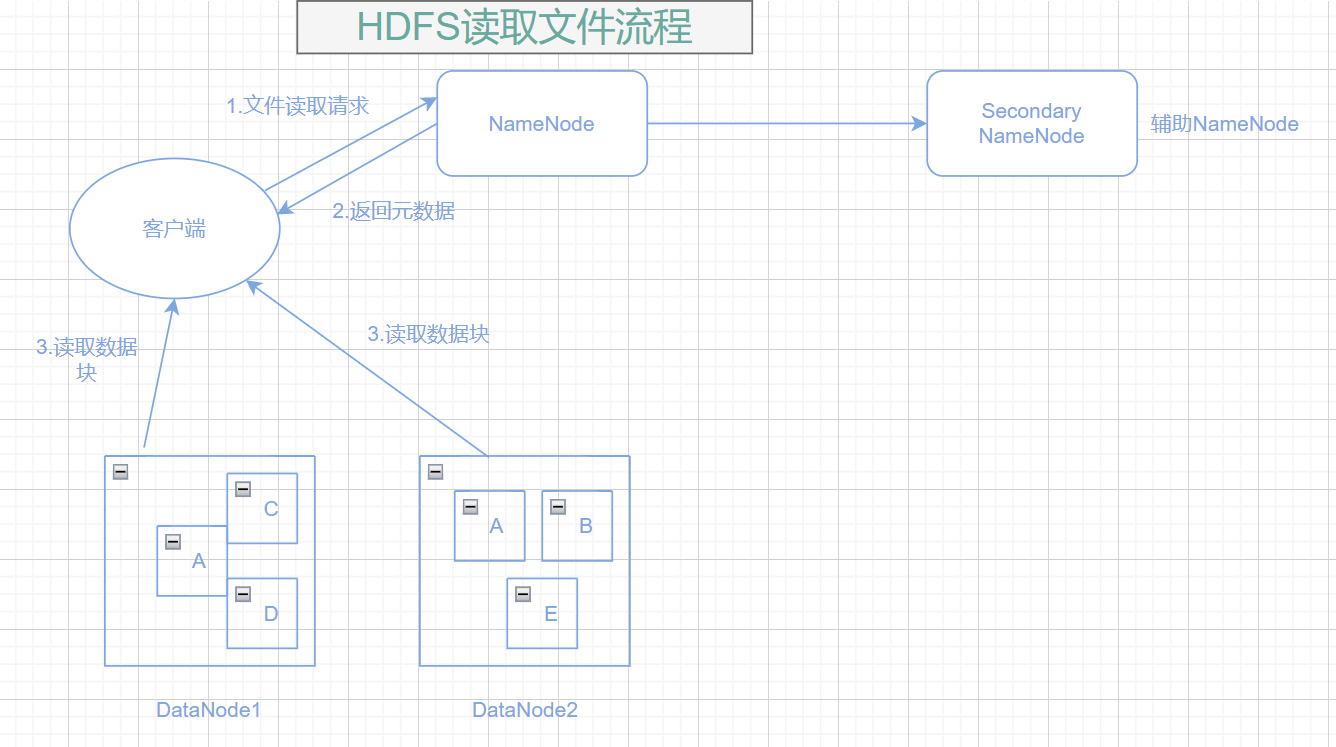 HDFS读取文件流程
1.文件读取请求
NameNode
Secondary
NameNode
辅助NameNode
2.返回元数据
客户端
3.读取数据
块
3.读取数据块
C
A
D
A
B
E
DataNode1
DataNode2